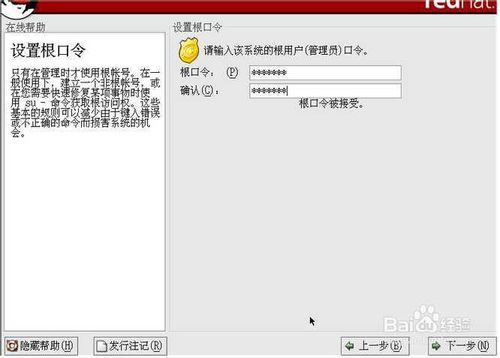 redhat.
在线帮助
设置根口令
设置根口令
只有在管理时才使用根帐号。在一
般使用下，建立一个非根帐号，或
在您需要快速修复某项事物时使
用 su - 命令获取根访问权。这些
基本的规则可以减少由于键入错误
或不正确的命令而损害系统的机
会。
请输入该系统的根用户(管理员)口令。
根口令： (P) *******
确认(C)： *******
根口令被接受。
Baidu经验
隐藏帮助(H)
发行注记(R)
上一步(B)
下一步(N)